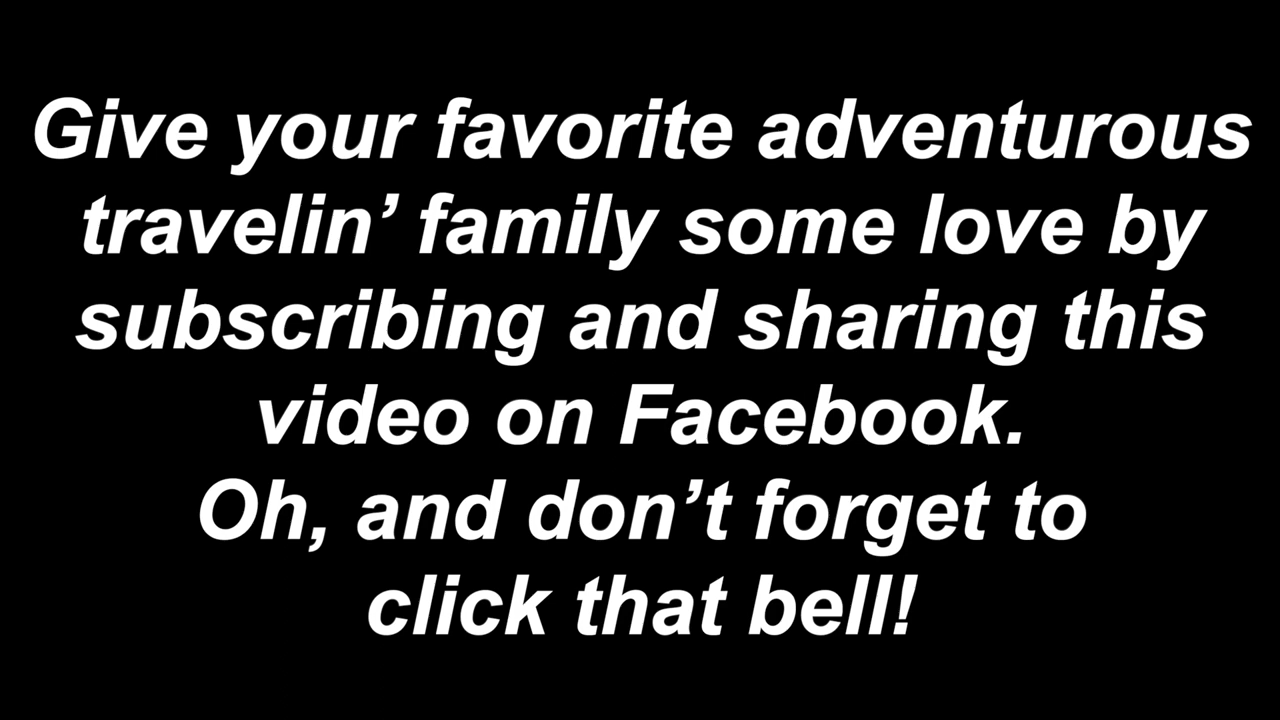 Give your favorite adventurous
travelin’ family some love by
subscribing and sharing this
video on Facebook.
Oh, and don’t forget to
click that bell!